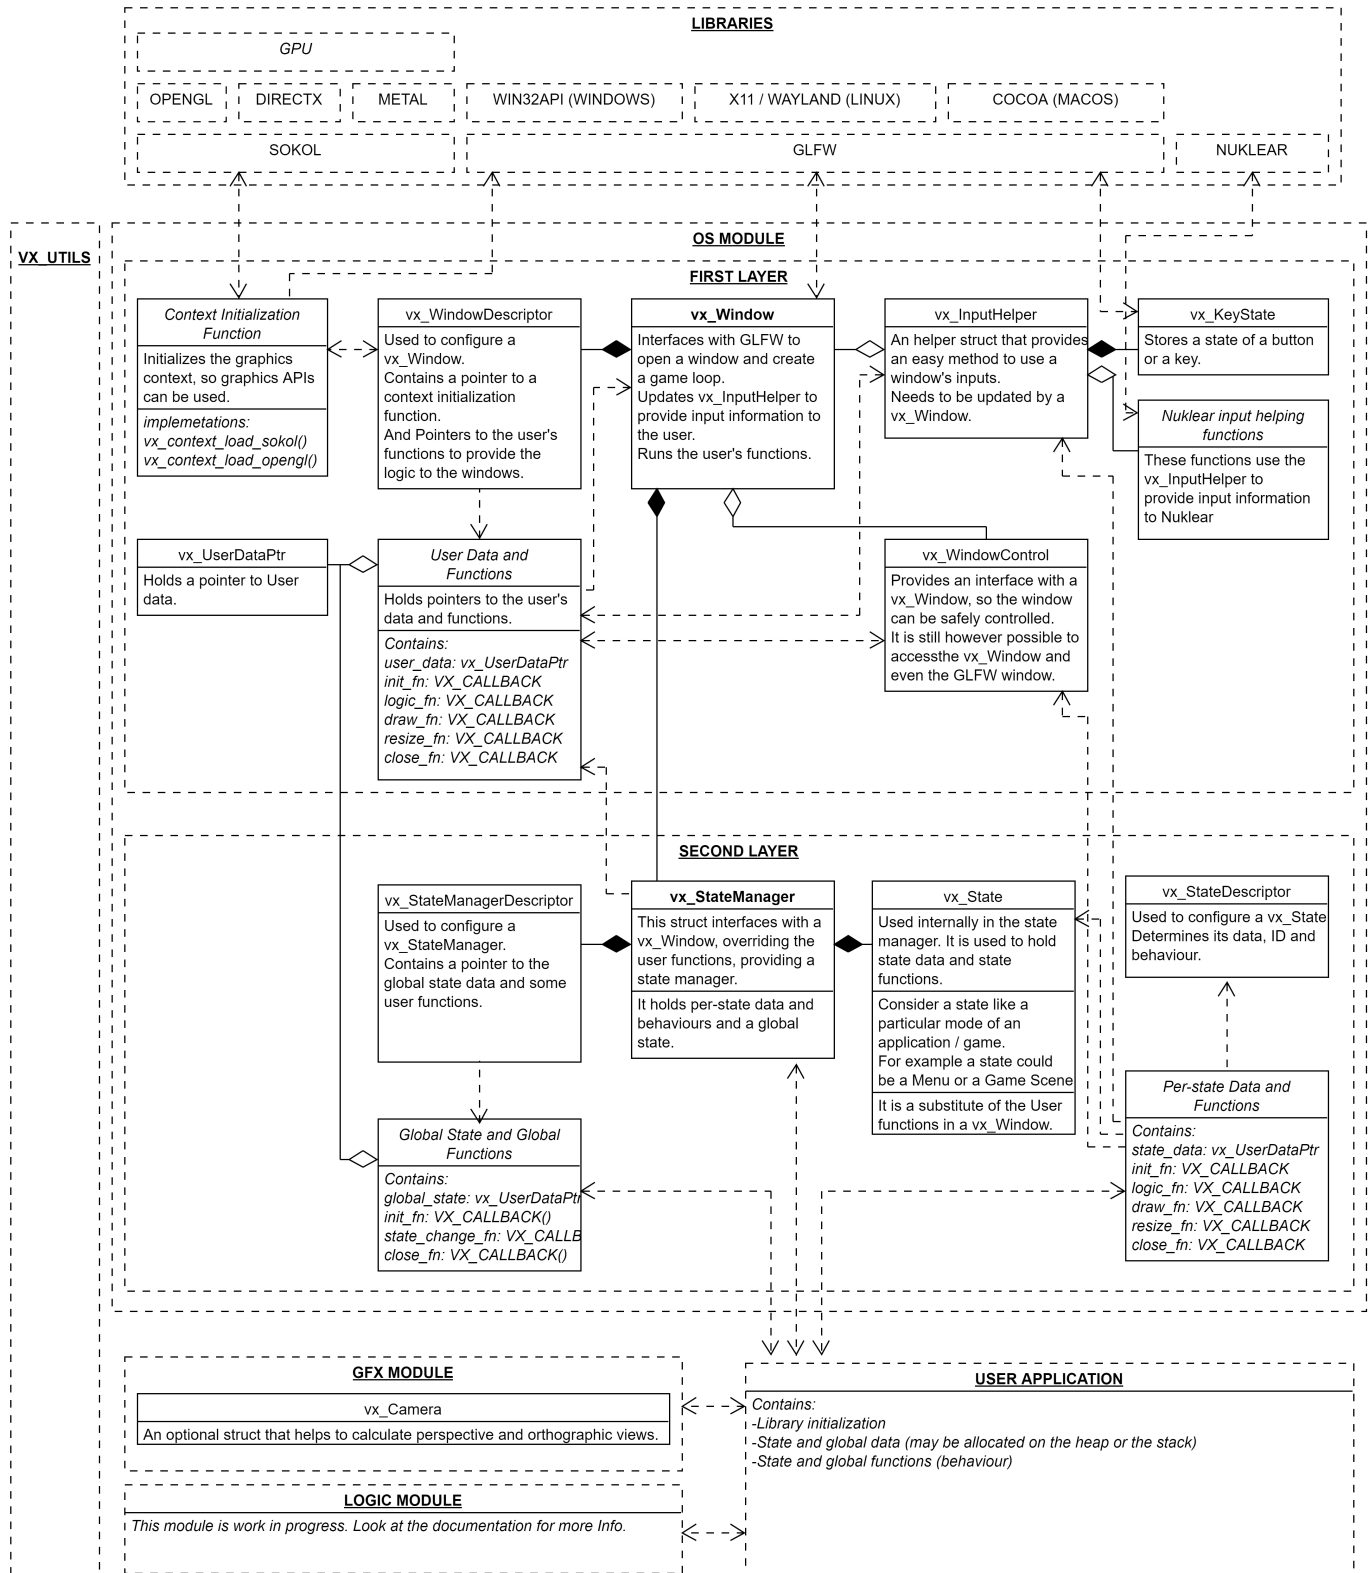 LIBRARIES
GPU
OPENGL
DIRECTX
METAL
WIN32API (WINDOWS)
X11 / WAYLAND (LINUX)
COCOA (MACOS)
SOKOL
GLFW
NUKLEAR
VX_UTILS
OS MODULE
FIRST LAYER
Context Initialization
Function
Initializes the graphics
context, so graphics APIs
can be used.
implemetations:
vx_context_load_sokol()
vx_context_load_opengl()
vx_WindowDescriptor
Used to configure a
vx_Window.
Contains a pointer to a
context initialization
function.
And Pointers to the user's
functions to provide the
logic to the windows.
vx_Window
Interfaces with GLFW to
open a window and create
a game loop.
Updates vx_InputHelper to
provide input information to
the user.
Runs the user's functions.
vx_InputHelper
An helper struct that provides
an easy method to use a
window's inputs.
Needs to be updated by a
vx_Window.
vx_KeyState
Stores a state of a button
or a key.
Nuklear input helping
functions
These functions use the
vx_InputHelper to
provide input information
to Nuklear
vx_UserDataPtr
Holds a pointer to User
data.
User Data and
Functions
Holds pointers to the user's
data and functions.
Contains:
user_data: vx_UserDataPtr
init_fn: VX_CALLBACK
logic_fn: VX_CALLBACK
draw_fn: VX_CALLBACK
resize_fn: VX_CALLBACK
close_fn: VX_CALLBACK
vx_WindowControl
Provides an interface with a
vx_Window, so the window
can be safely controlled.
It is still however possible to
accessthe vx_Window and
even the GLFW window.
SECOND LAYER
vx_StateManagerDescriptor
Used to configure a
vx_StateManager.
Contains a pointer to the
global state data and some
user functions.
vx_StateManager
This struct interfaces with a
vx_Window, overriding the
user functions, providing a
state manager.
It holds per-state data and
behaviours and a global
state.
vx_State
Used internally in the state
manager. It is used to hold
state data and state
functions.
Consider a state like a
particular mode of an
application / game.
For example a state could
be a Menu or a Game Scene
It is a substitute of the User
functions in a vx_Window.
vx_StateDescriptor
Used to configure a vx_State
Determines its data, ID and
behaviour.
Global State and Global
Functions
Contains:
global_state: vx_UserDataPtr
init_fn: VX_CALLBACK()
state_change_fn: VX_CALLB
close_fn: VX_CALLBACK()
Per-state Data and
Functions
Contains:
state_data: vx_UserDataPtr
init_fn: VX_CALLBACK
logic_fn: VX_CALLBACK
draw_fn: VX_CALLBACK
resize_fn: VX_CALLBACK
close_fn: VX_CALLBACK
GFX MODULE
vx_Camera
An optional struct that helps to calculate perspective and orthographic views.
LOGIC MODULE
This module is work in progress. Look at the documentation for more Info.
USER APPLICATION
Contains:
-Library initialization
-State and global data (may be allocated on the heap or the stack)
-State and global functions (behaviour)